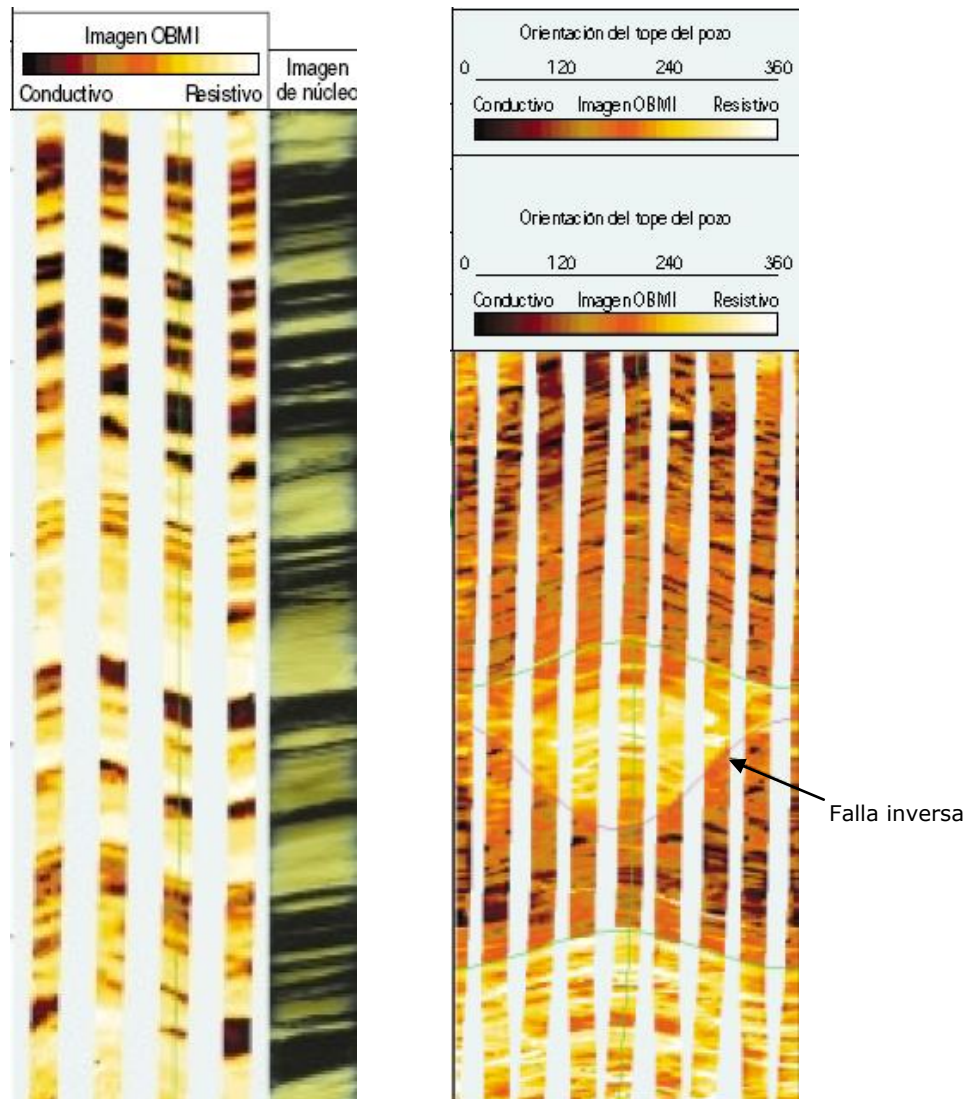 Imagen OBMI
Conductivo Resistivo
Imagen
de núcleo
Orientación del tope del pozo
0 120 240 360
Conductivo Imagen OBMI Resistivo
Orientación del tope del pozo
0 120 240 360
Conductivo Imagen OBMI Resistivo
Falla inversa